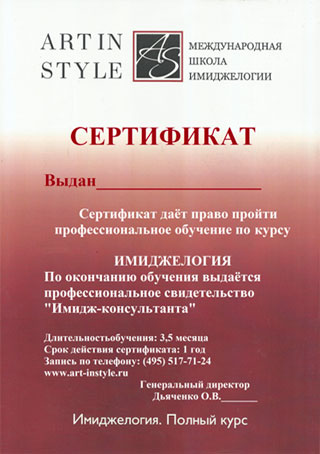 ART IN
STYLE
AS
МЕЖДУНАРОДНАЯ
ШКОЛА
ИМИДЖЕЛОГИИ
СЕРТИФИКАТ
Выдан___________________
Сертификат даёт право пройти
профессиональное обучение по курсу
ИМИДЖЕЛОГИЯ
По окончанию обучения выдаётся
профессиональное свидетельство
"Имидж-консультанта"
Длительностьобучения: 3,5 месяца
Срок действия сертификата: 1 год
Запись по телефону: (495) 517-71-24
www.art-instyle.ru
Генеральный директор
Дьяченко О.В._______
Имиджелогия. Полный курс